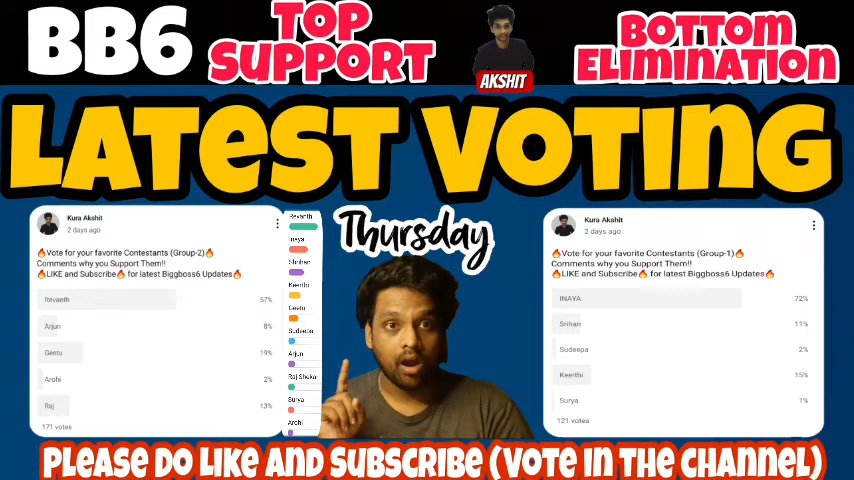 BB6
TOP
SUPPORT
AKSHIT
BOTTOM
ELIMINATION
LATEST VOTING
Kura Akshit
2 days ago
🔥Vote for your favorite Contestants (Group-2)🔥
Comments why you Support Them!!
🔥LIKE and Subscribe🔥 for latest Biggboss6 Updates🔥
Revanth 57%
Arjun 8%
Geetu 19%
Arohi 2%
Raj 13%
171 votes
Revanth
Inaya
Shrihan
Keerthi
Geetu
Sudeepa
Arjun
Raj Sheka-
Surya
Arohi
Thursday
Kura Akshit
2 days ago
🔥Vote for your favorite Contestants (Group-1)🔥
Comments why you Support Them!!
🔥LIKE and Subscribe🔥 for latest Biggboss6 Updates🔥
INAYA 72%
Srihan 11%
Sudeepa 2%
Keerthi 15%
Surya 1%
121 votes
PLEASE DO LIKE AND SUBSCRIBE (VOTE IN THE CHANNEL)